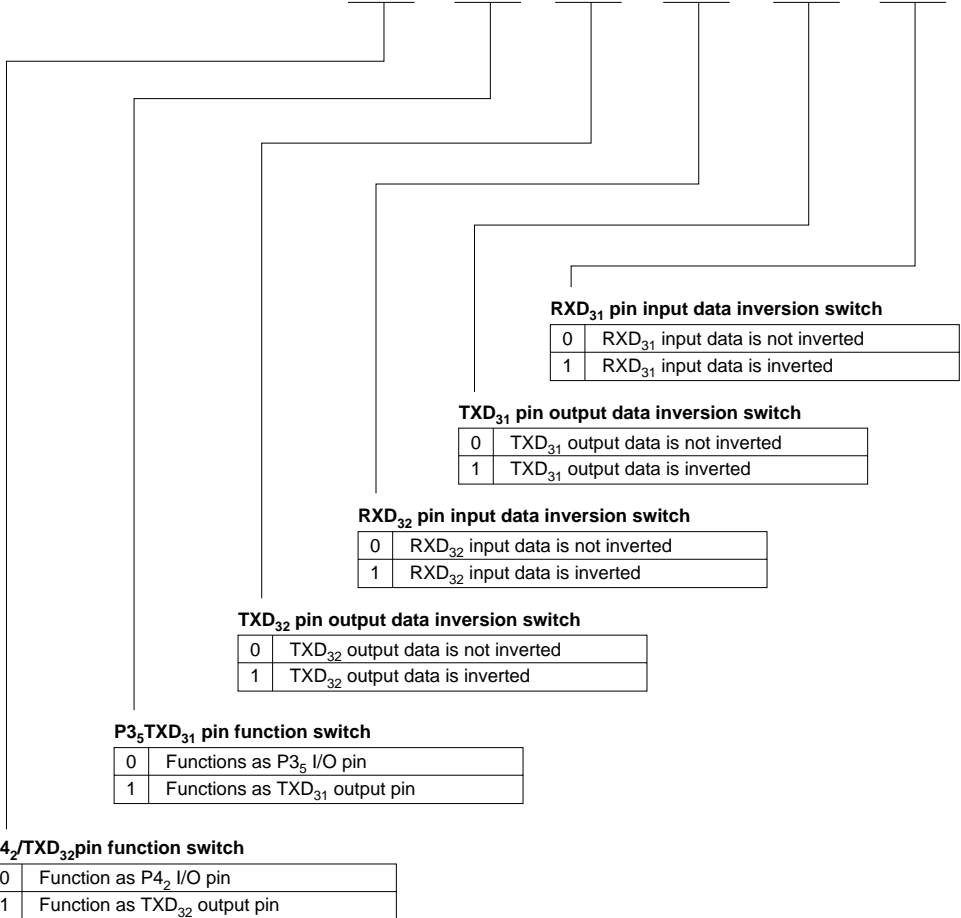 RXD₃₁ pin input data inversion switch
0 RXD₃₁ input data is not inverted
1 RXD₃₁ input data is inverted
TXD₃₁ pin output data inversion switch
0 TXD₃₁ output data is not inverted
1 TXD₃₁ output data is inverted
RXD₃₂ pin input data inversion switch
0 RXD₃₂ input data is not inverted
1 RXD₃₂ input data is inverted
TXD₃₂ pin output data inversion switch
0 TXD₃₂ output data is not inverted
1 TXD₃₂ output data is inverted
P3₅TXD₃₁ pin function switch
0 Functions as P3₅ I/O pin
1 Functions as TXD₃₁ output pin
4₂/TXD₃₂pin function switch
0 Function as P4₂ I/O pin
1 Function as TXD₃₂ output pin